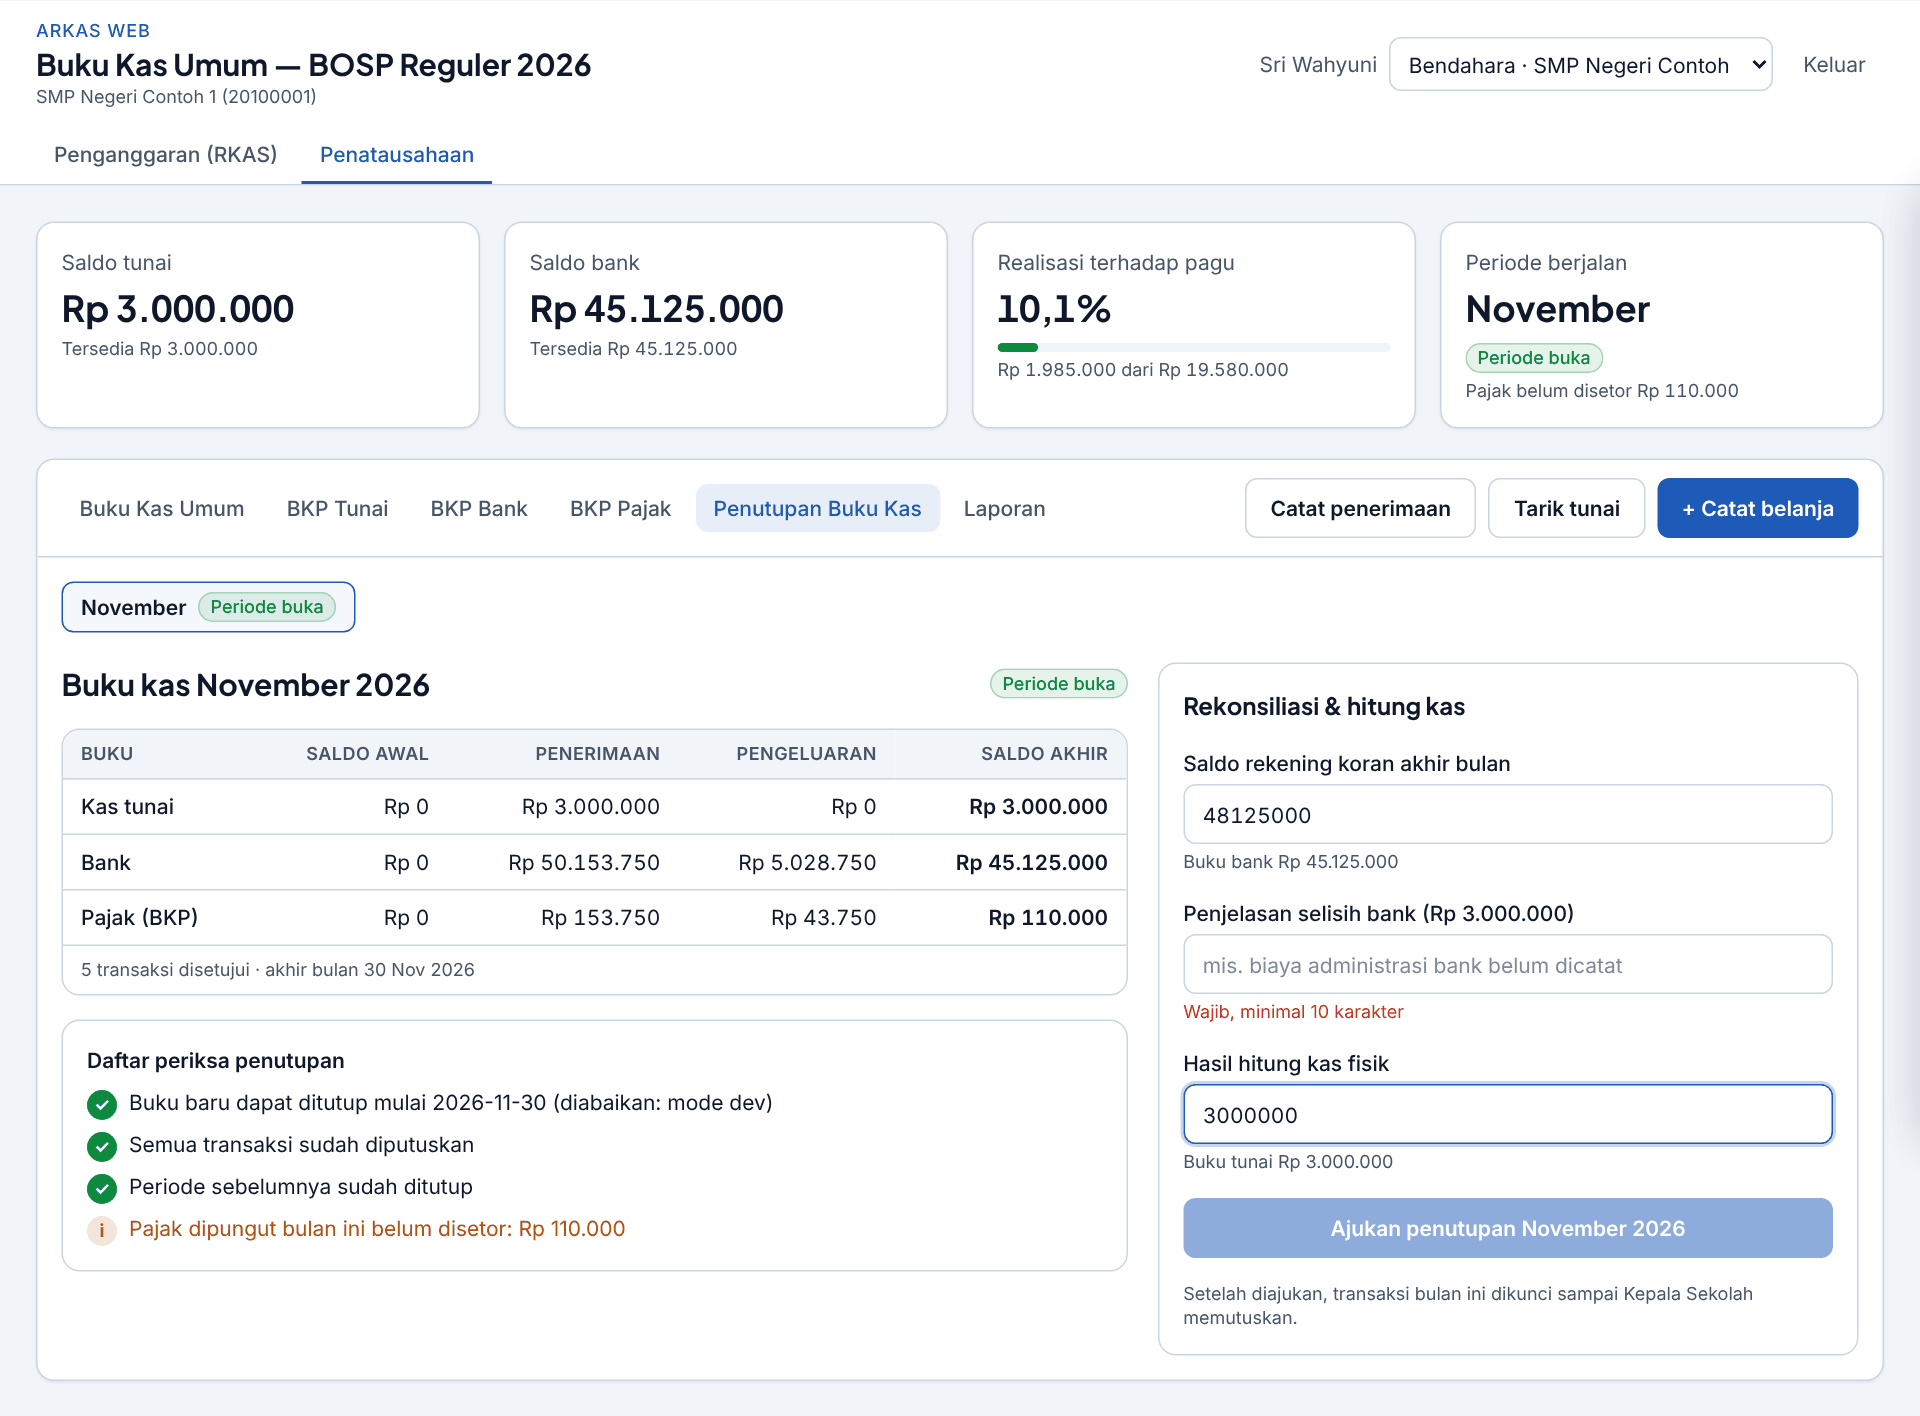 ARKAS WEB
Buku Kas Umum — BOSP Reguler 2026
SMP Negeri Contoh 1 (20100001)
Sri Wahyuni
Bendahara · SMP Negeri Contoh
Keluar
Penganggaran (RKAS)
Penatausahaan
Saldo tunai
Rp 3.000.000
Tersedia Rp 3.000.000
Saldo bank
Rp 45.125.000
Tersedia Rp 45.125.000
Realisasi terhadap pagu
10,1%
Rp 1.985.000 dari Rp 19.580.000
Periode berjalan
November
Periode buka
Pajak belum disetor Rp 110.000
Buku Kas Umum
BKP Tunai
BKP Bank
BKP Pajak
Penutupan Buku Kas
Laporan
Catat penerimaan
Tarik tunai
+ Catat belanja
November Periode buka
Buku kas November 2026
Periode buka
BUKU SALDO AWAL PENERIMAAN PENGELUARAN SALDO AKHIR
Kas tunai Rp 0 Rp 3.000.000 Rp 0 Rp 3.000.000
Bank Rp 0 Rp 50.153.750 Rp 5.028.750 Rp 45.125.000
Pajak (BKP) Rp 0 Rp 153.750 Rp 43.750 Rp 110.000
5 transaksi disetujui · akhir bulan 30 Nov 2026
Daftar periksa penutupan
Buku baru dapat ditutup mulai 2026-11-30 (diabaikan: mode dev)
Semua transaksi sudah diputuskan
Periode sebelumnya sudah ditutup
i Pajak dipungut bulan ini belum disetor: Rp 110.000
Rekonsiliasi & hitung kas
Saldo rekening koran akhir bulan
48125000
Buku bank Rp 45.125.000
Penjelasan selisih bank (Rp 3.000.000)
mis. biaya administrasi bank belum dicatat
Wajib, minimal 10 karakter
Hasil hitung kas fisik
3000000
Buku tunai Rp 3.000.000
Ajukan penutupan November 2026
Setelah diajukan, transaksi bulan ini dikunci sampai Kepala Sekolah
memutuskan.